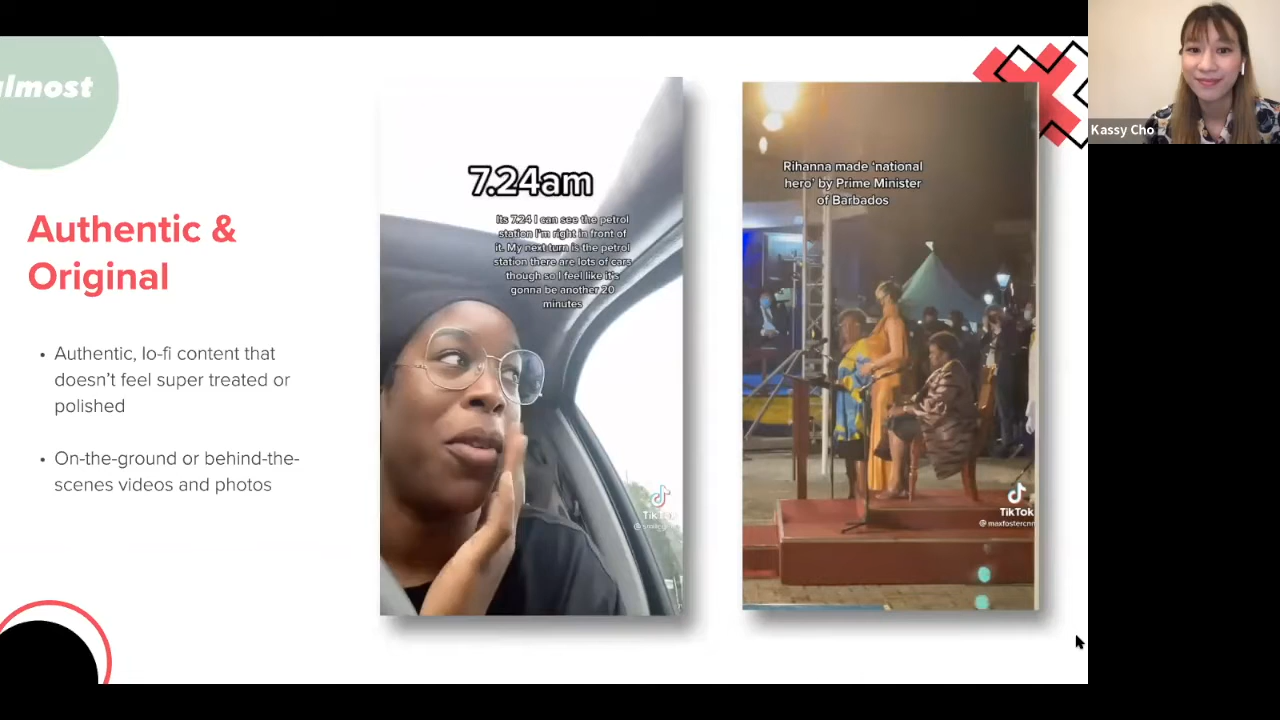 almost
Authentic &
Original
• Authentic, lo-fi content that
doesn't feel super treated or
polished
• On-the-ground or behind-the-
scenes videos and photos
7.24am
Its 7.24 I can see the petrol
station I'm right in front of
it. My next turn is the petrol
station there are lots of cars
though so I feel like it's
gonna be another 20
minutes
TikTok
Rihanna made ‘national
hero’ by Prime Minister
of Barbados
TikTok
@maxfostercnn
Kassy Cho